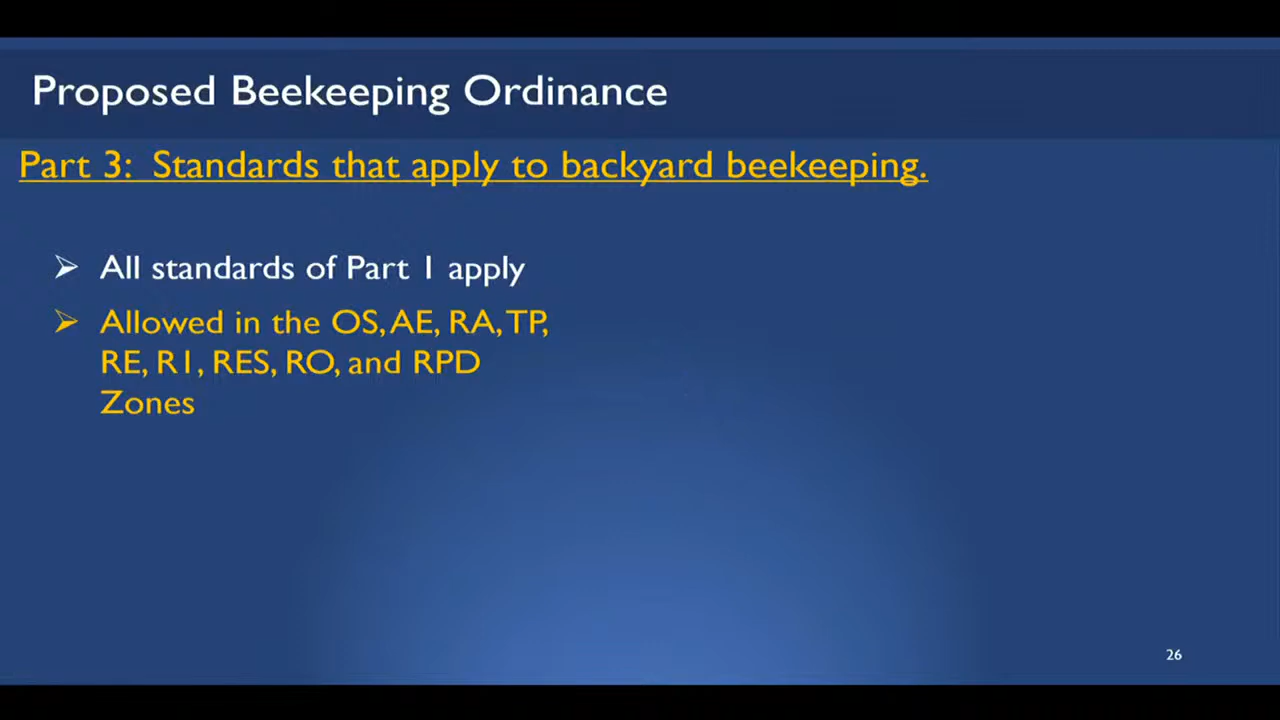 Proposed Beekeeping Ordinance
Part 3: Standards that apply to backyard beekeeping.
All standards of Part 1 apply
Allowed in the OS, AE, RA, TP,
RE, R1, RES, RO, and RPD
Zones
26